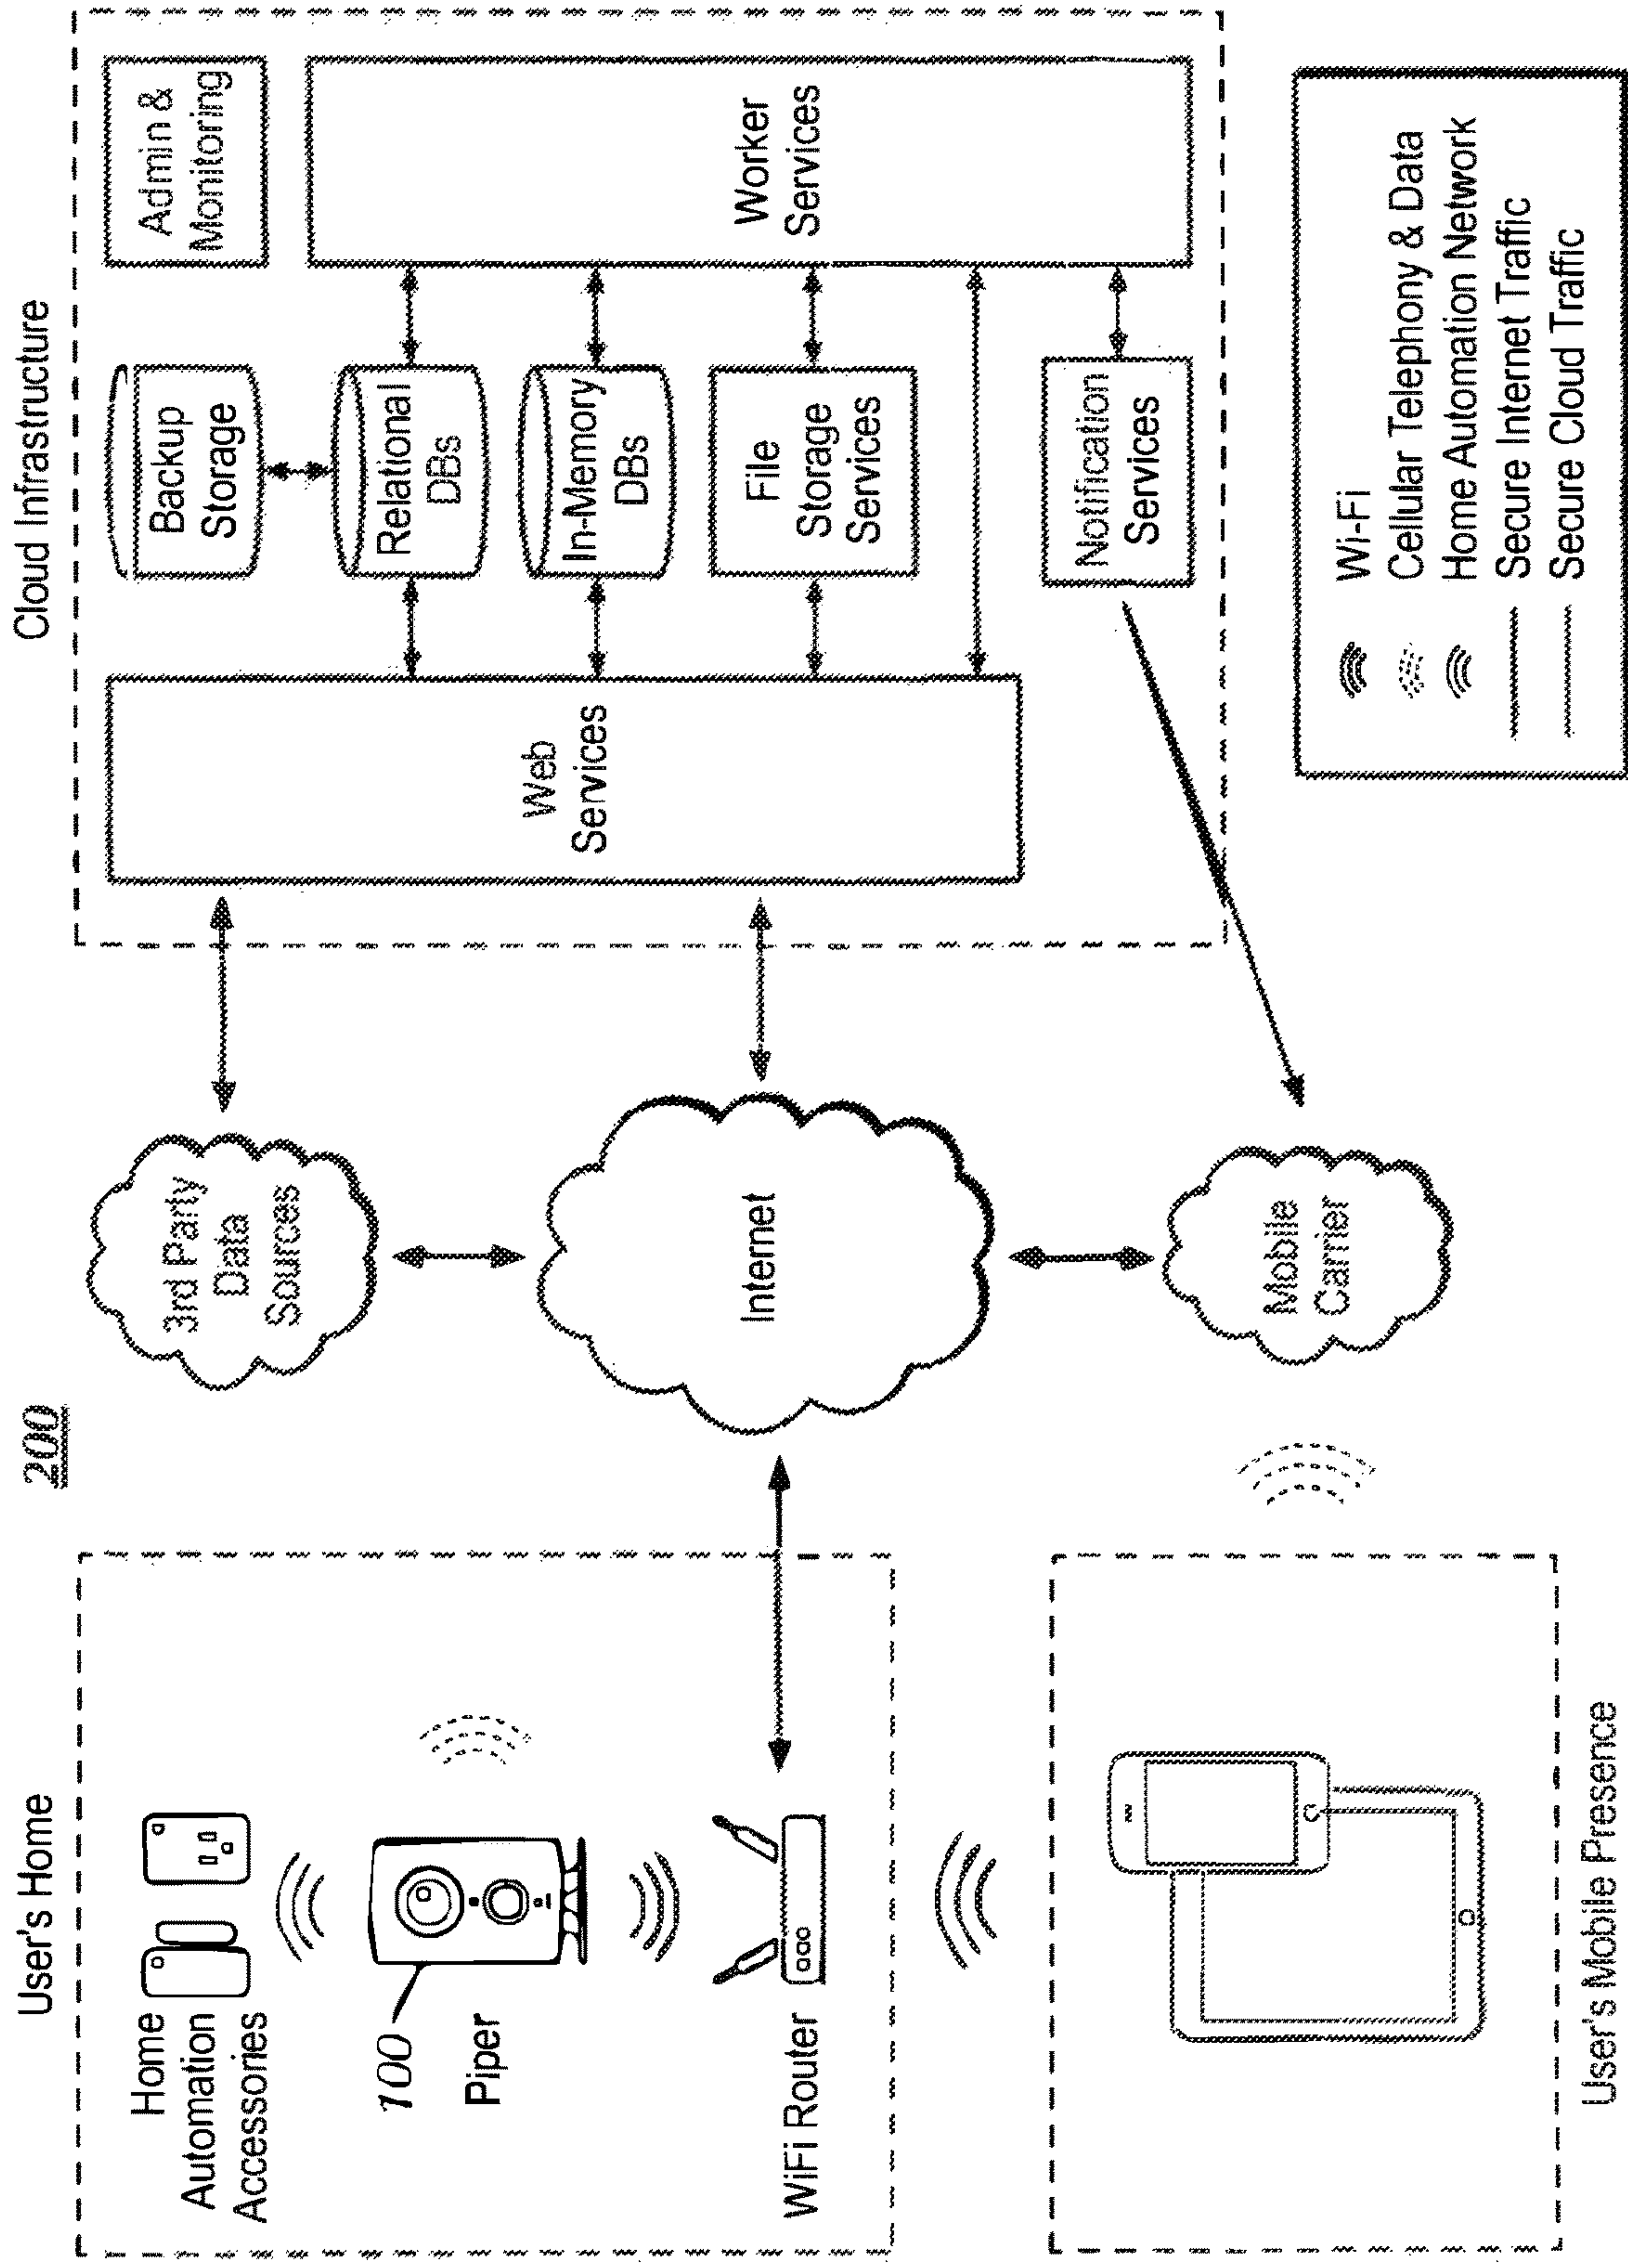 200
User's Home
Home
Automation
Accessories
100
Piper
WiFi Router
User's Mobile Presence
3rd Party
Data
Sources
Internet
Mobile
Carrier
Cloud Infrastructure
Web
Services
Backup
Storage
Relational
DBs
In-Memory
DBs
File
Storage
Services
Notification
Services
Admin &
Monitoring
Worker
Services
Wi-Fi
Cellular Telephony & Data
Home Automation Network
Secure Internet Traffic
Secure Cloud Traffic